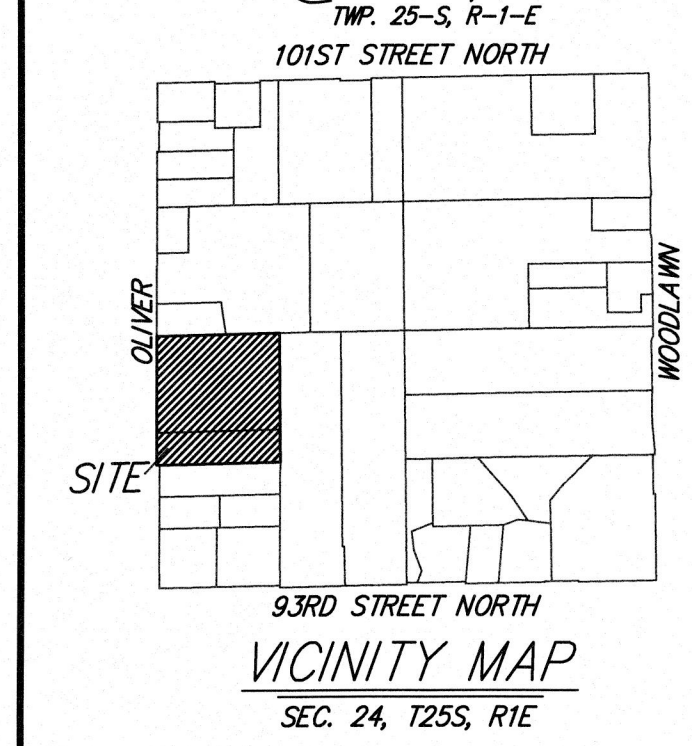 TWP. 25-S, R-1-E
101ST STREET NORTH
OLIVER
WOODLAWN
SITE
93RD STREET NORTH
VICINITY MAP
SEC. 24, T25S, R1E